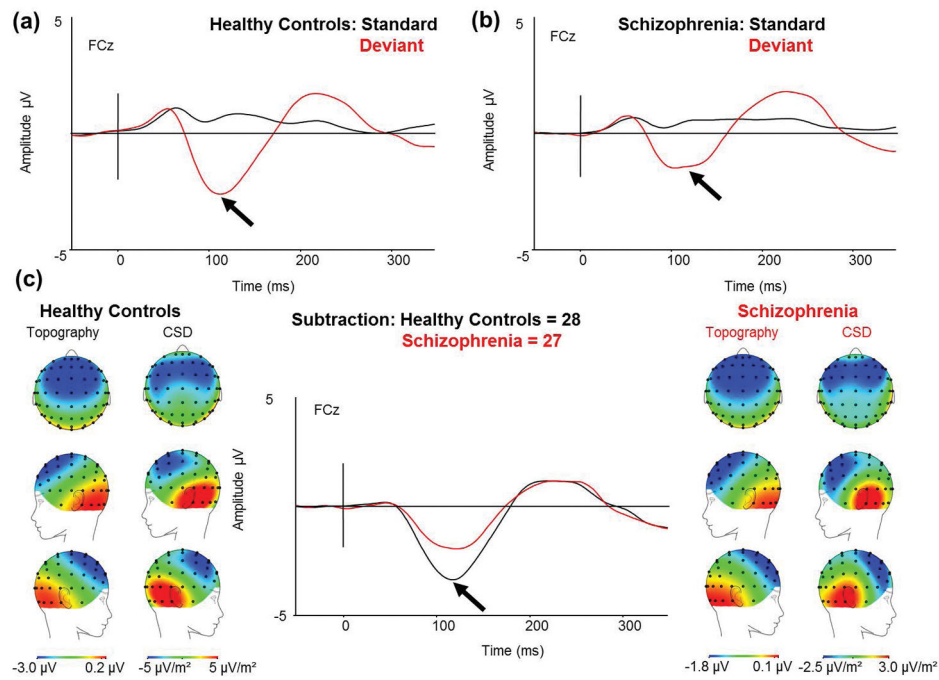 (a)
Healthy Controls: Standard
Deviant
5
FCz
Amplitude µV
-5
0 100 200 300
Time (ms)
(b)
Schizophrenia: Standard
Deviant
5
FCz
Amplitude µV
-5
0 100 200 300
Time (ms)
(c)
Healthy Controls
Topography CSD
-3.0 µV 0.2 µV -5 µV/m² 5 µV/m²
Subtraction: Healthy Controls = 28
Schizophrenia = 27
5
FCz
Amplitude µV
-5
0 100 200 300
Time (ms)
Schizophrenia
Topography CSD
-1.8 µV 0.1 µV -2.5 µV/m² 3.0 µV/m²